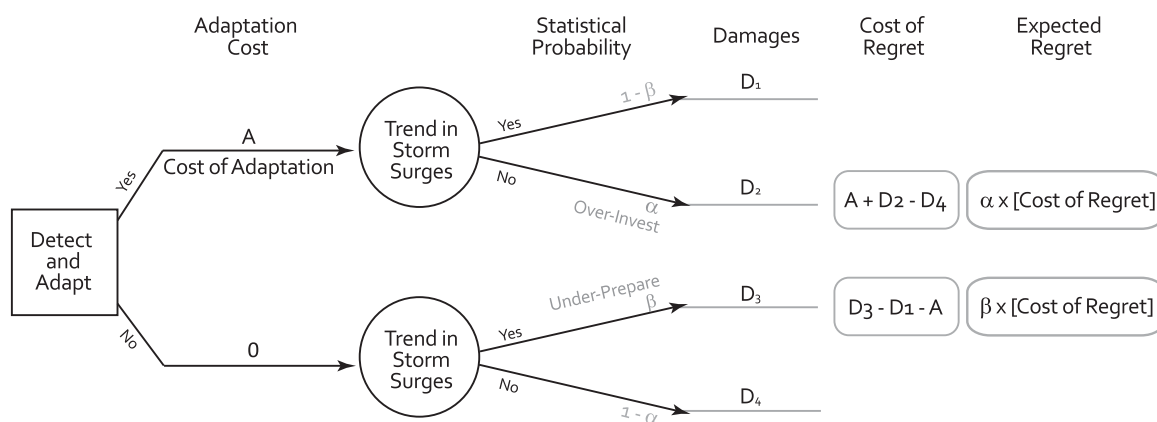 Adaptation
Cost
Statistical
Probability
Damages
Cost of
Regret
Expected
Regret
Yes
A
Cost of Adaptation
Trend in
Storm
Surges
Yes
1 - β
D₁
No
α
Over-Invest
D₂
A + D2 - D4
α x [Cost of Regret]
Detect
and
Adapt
No
0
Trend in
Storm
Surges
Yes
Under-Prepare
β
D₃
D3 - D1 - A
β x [Cost of Regret]
No
1 - α
D₄